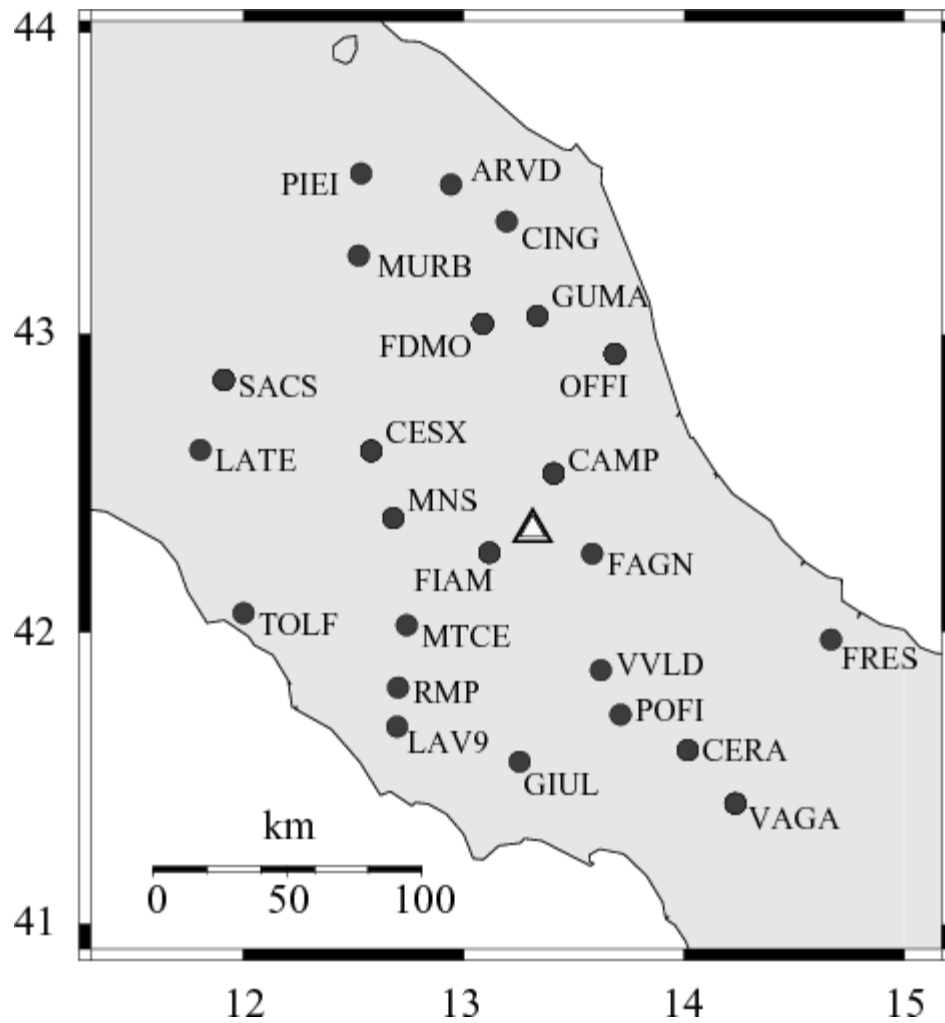 44
ARVD
PIEI
CING
MURB
GUMA
43
FDMO
OFFI
SACS
CESX
CAMP
LATE
MNS
FAGN
FIAM
TOLF
42
MTCE
FRES
VVLD
RMP
POFI
LAV9
CERA
GIUL
VAGA
km
0 50 100
41
12 13 14 15